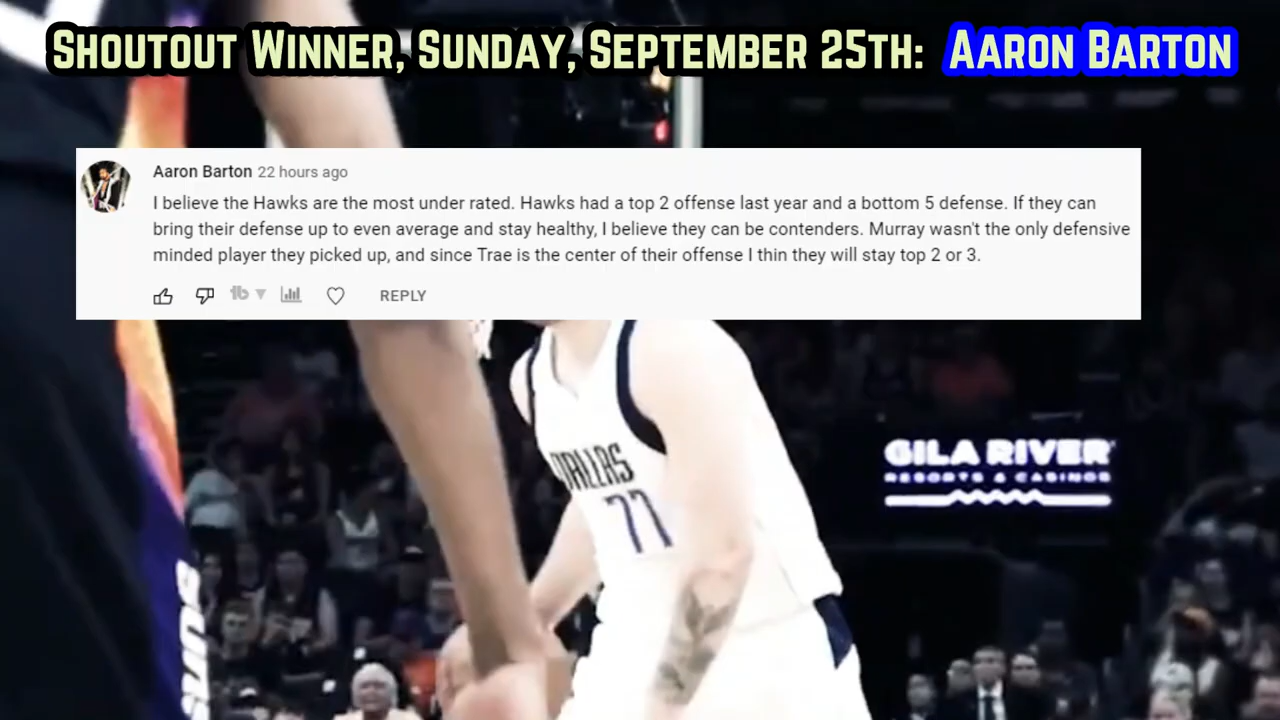 Shoutout Winner, Sunday, September 25th: Aaron Barton
Aaron Barton 22 hours ago
I believe the Hawks are the most under rated. Hawks had a top 2 offense last year and a bottom 5 defense. If they can
bring their defense up to even average and stay healthy, I believe they can be contenders. Murray wasn't the only defensive
minded player they picked up, and since Trae is the center of their offense I thin they will stay top 2 or 3.
REPLY
GILA RIVER
RESORTS & CASINOS
DALLAS
77
SUNS